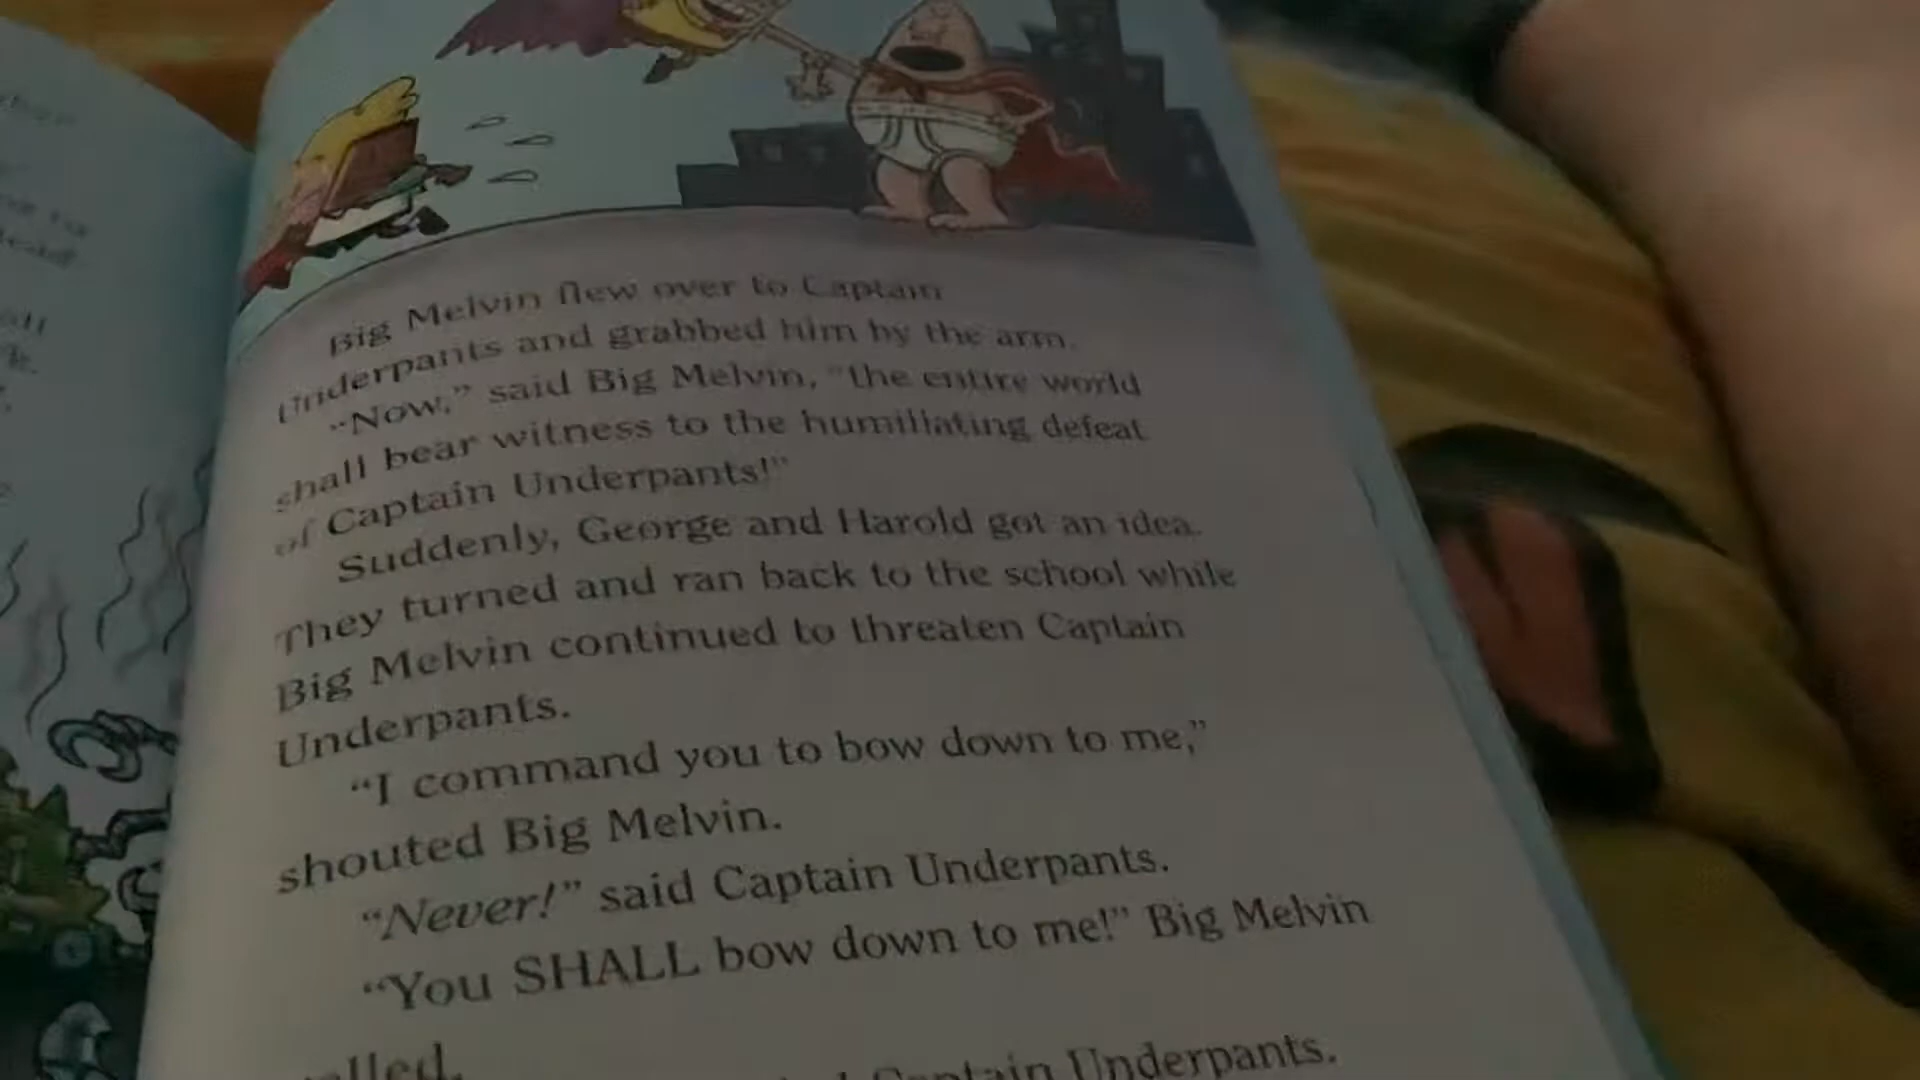 Big Melvin flew over to Captain
Underpants and grabbed him by the arm.
“Now,” said Big Melvin, “the entire world
shall bear witness to the humiliating defeat
of Captain Underpants!”
Suddenly, George and Harold got an idea.
They turned and ran back to the school while
Big Melvin continued to threaten Captain
Underpants.
“I command you to bow down to me,”
shouted Big Melvin.
“Never!” said Captain Underpants.
“You SHALL bow down to me!” Big Melvin
Captain Underpants.